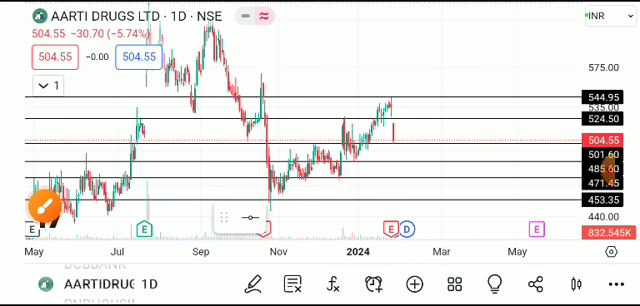 AARTI DRUGS LTD · 1D · NSE
INR
504.55 −30.70 (−5.74%)
504.55 −0.00 504.55
1
575.00
544.95
535.00
524.50
504.55
501.60
485.60
471.45
453.35
440.00
832.545K
E E E D E
May Jul Sep Nov 2024 Mar May
AARTIDRUG 1D